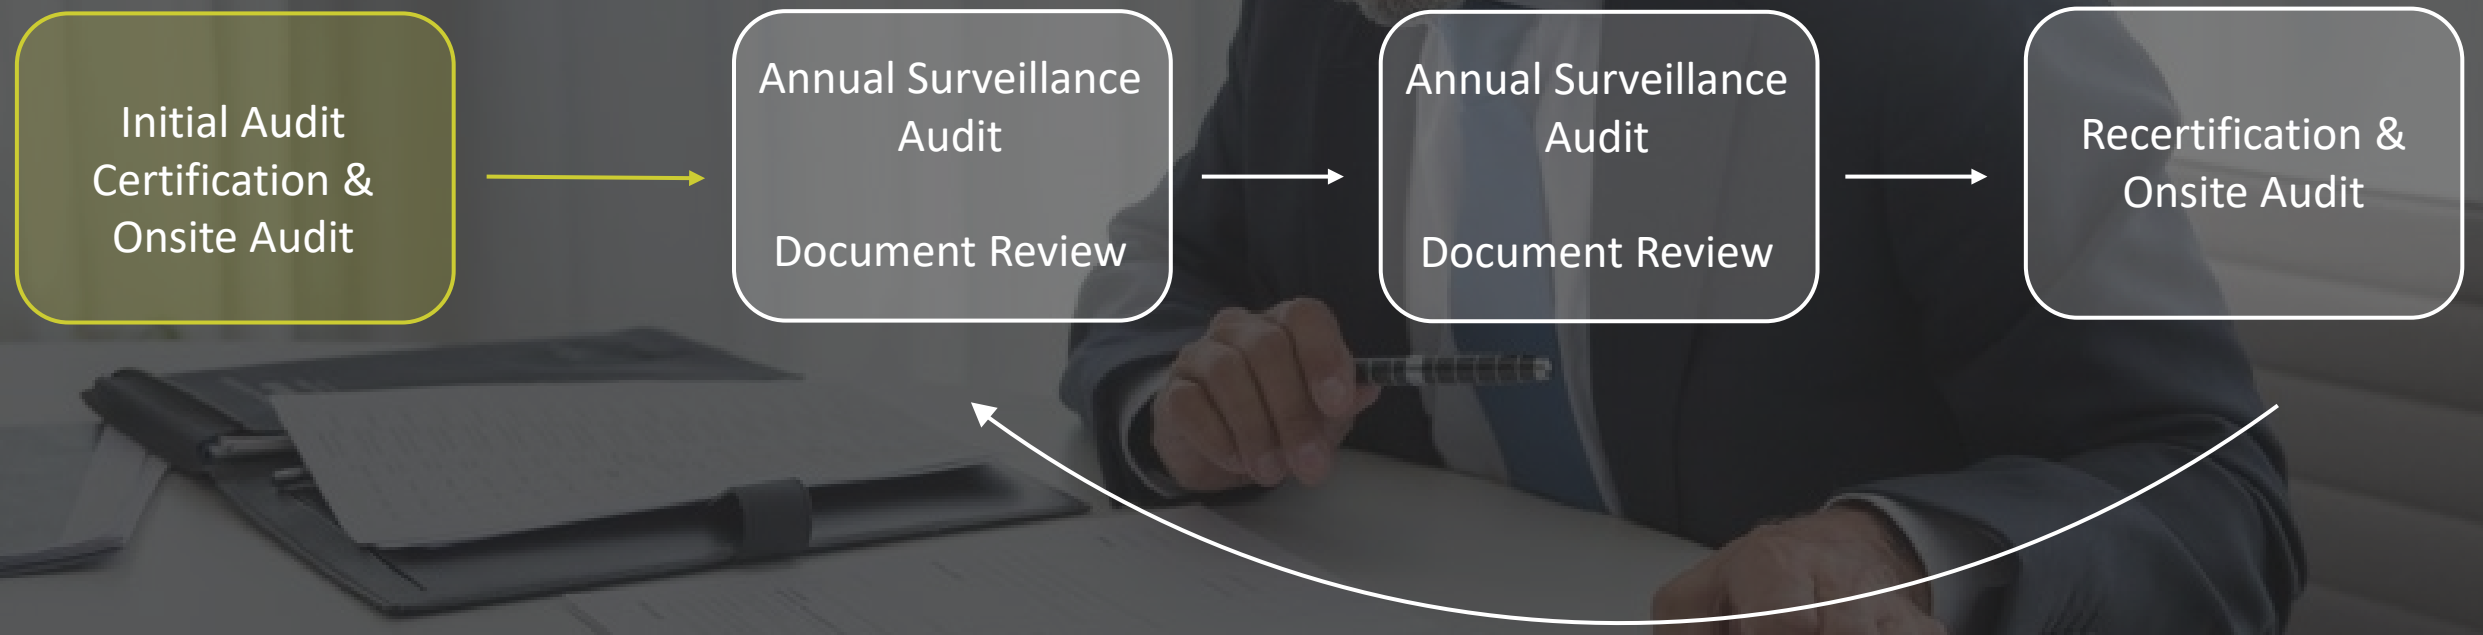 Initial Audit
Certification &
Onsite Audit
Annual Surveillance
Audit
Document Review
Annual Surveillance
Audit
Document Review
Recertification &
Onsite Audit